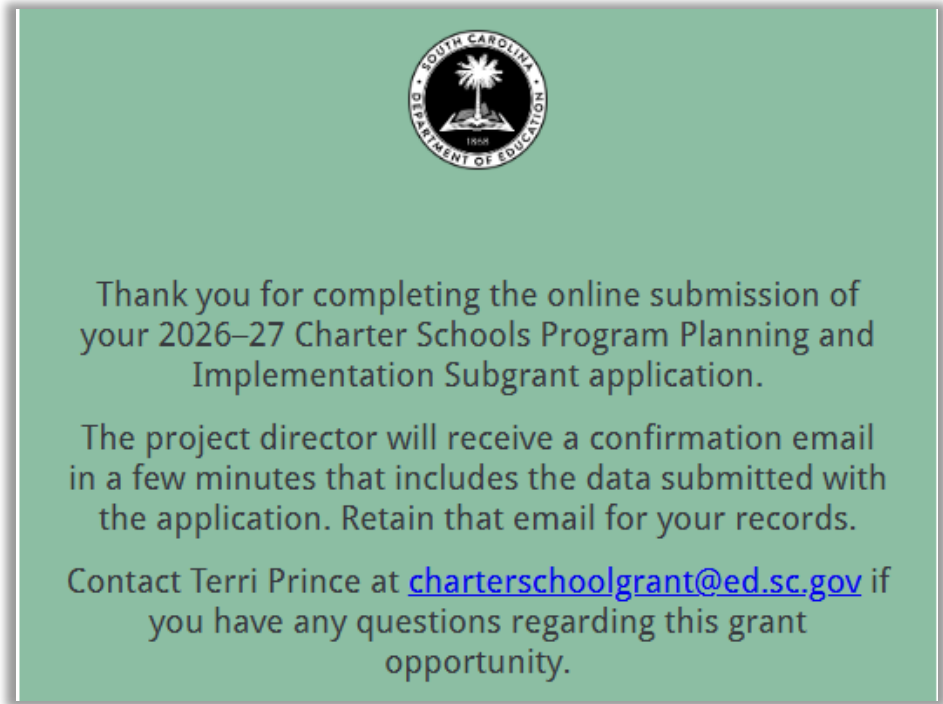 SOUTH CAROLINA
DEPARTMENT OF EDUCATION
1868
Thank you for completing the online submission of
your 2026–27 Charter Schools Program Planning and
Implementation Subgrant application.
The project director will receive a confirmation email
in a few minutes that includes the data submitted with
the application. Retain that email for your records.
Contact Terri Prince at charterschoolgrant@ed.sc.gov if
you have any questions regarding this grant
opportunity.